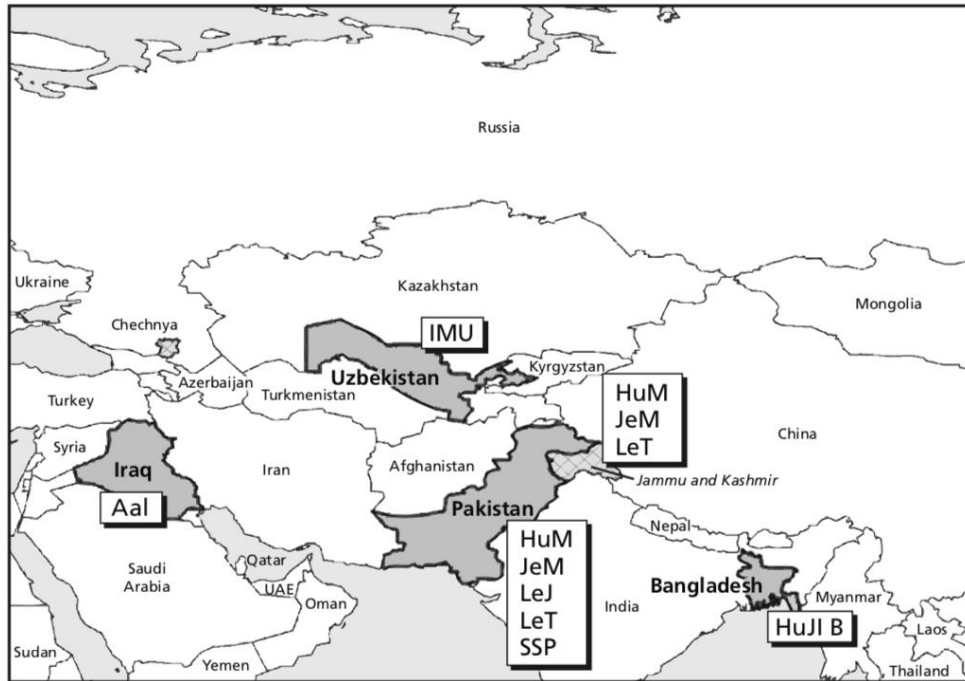 Russia
Ukraine
Kazakhstan
Mongolia
Chechnya
IMU
Azerbaijan
Uzbekistan
Kyrgyzstan
Turkey
Turkmenistan
HuM
JeM
LeT
Syria
Iraq
Iran
Afghanistan
China
Jammu and Kashmir
AaI
Pakistan
Nepal
Saudi
Arabia
Qatar
UAE
Oman
HuM
JeM
LeJ
LeT
SSP
India
Bangladesh
Myanmar
HuJI B
Laos
Sudan
Yemen
Thailand